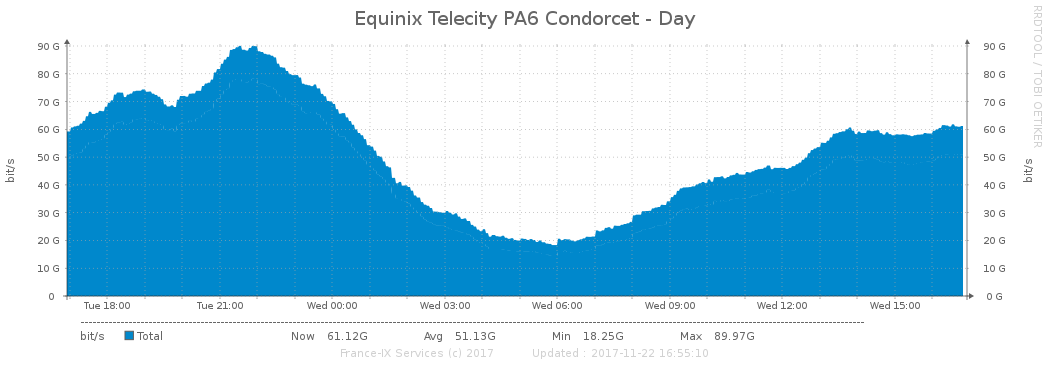 Equinix Telecity PA6 Condorcet - Day
RRDTOOL / TOBI OETIKER
bit/s
bit/s
90 G 90 G
80 G 80 G
70 G 70 G
60 G 60 G
50 G 50 G
40 G 40 G
30 G 30 G
20 G 20 G
10 G 10 G
0 0 G
Tue 18:00 Tue 21:00 Wed 00:00 Wed 03:00 Wed 06:00 Wed 09:00 Wed 12:00 Wed 15:00
bit/s Total Now 61.12G Avg 51.13G Min 18.25G Max 89.97G
France-IX Services (c) 2017 Updated : 2017-11-22 16:55:10